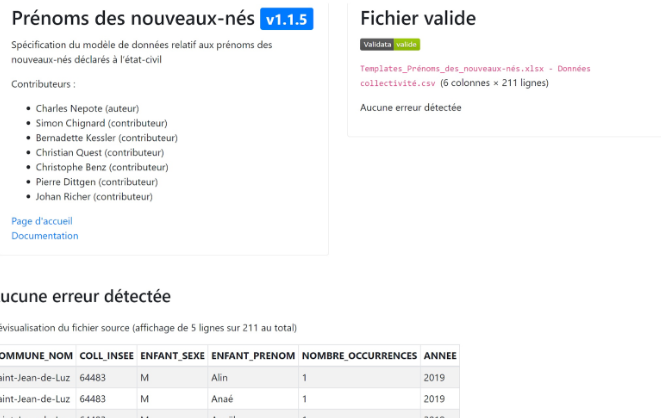 Prénoms des nouveaux-nés v1.1.5
Spécification du modèle de données relatif aux prénoms des
nouveaux-nés déclarés à l'état-civil
Contributeurs :
Charles Nepote (auteur)
Simon Chignard (contributeur)
Bernadette Kessler (contributeur)
Christian Quest (contributeur)
Christophe Benz (contributeur)
Pierre Dittgen (contributeur)
Johan Richer (contributeur)
Page d'accueil
Documentation
Fichier valide
Validata valide
Templates_Prénoms_des_nouveaux-nés.xlsx - Données
collectivité.csv (6 colonnes × 211 lignes)
Aucune erreur détectée
ucune erreur détectée
évisualisation du fichier source (affichage de 5 lignes sur 211 au total)
OMMUNE_NOM COLL_INSEE ENFANT_SEXE ENFANT_PRENOM NOMBRE_OCCURRENCES ANNEE
aint-Jean-de-Luz 64483 M Alin 1 2019
aint-Jean-de-Luz 64483 M Anaé 1 2019